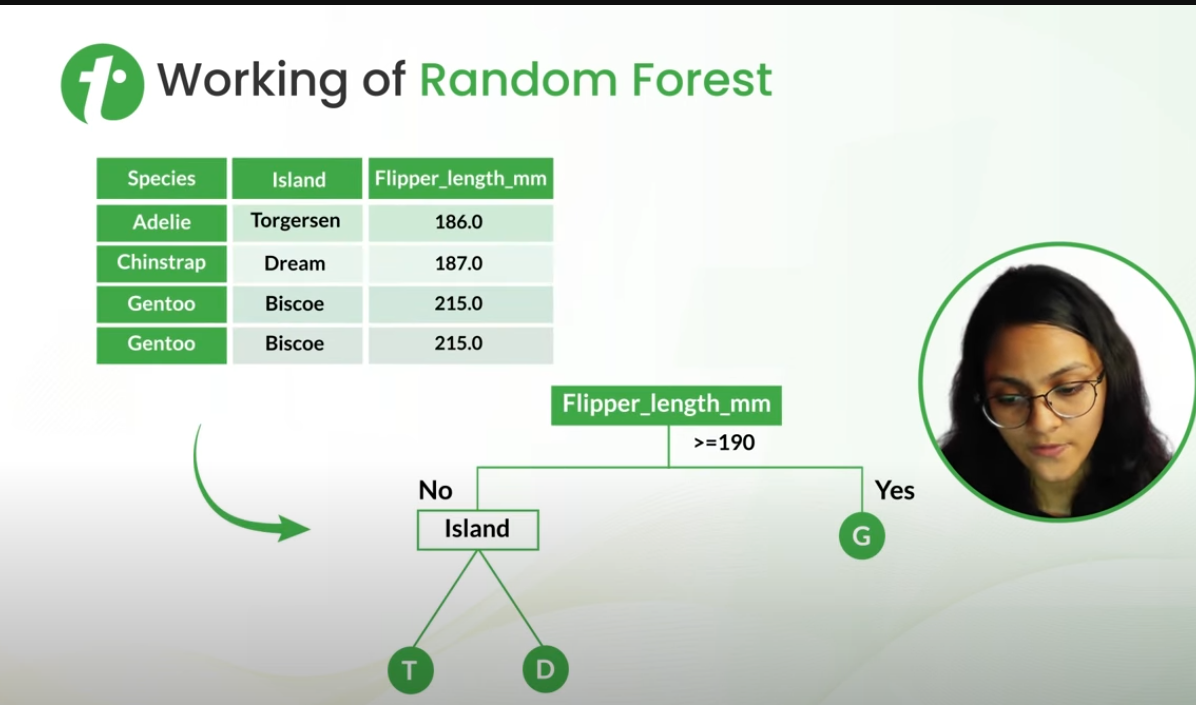 Working of Random Forest
Species Island Flipper_length_mm
Adelie Torgersen 186.0
Chinstrap Dream 187.0
Gentoo Biscoe 215.0
Gentoo Biscoe 215.0
Flipper_length_mm
>=190
No Yes
Island
G
T D